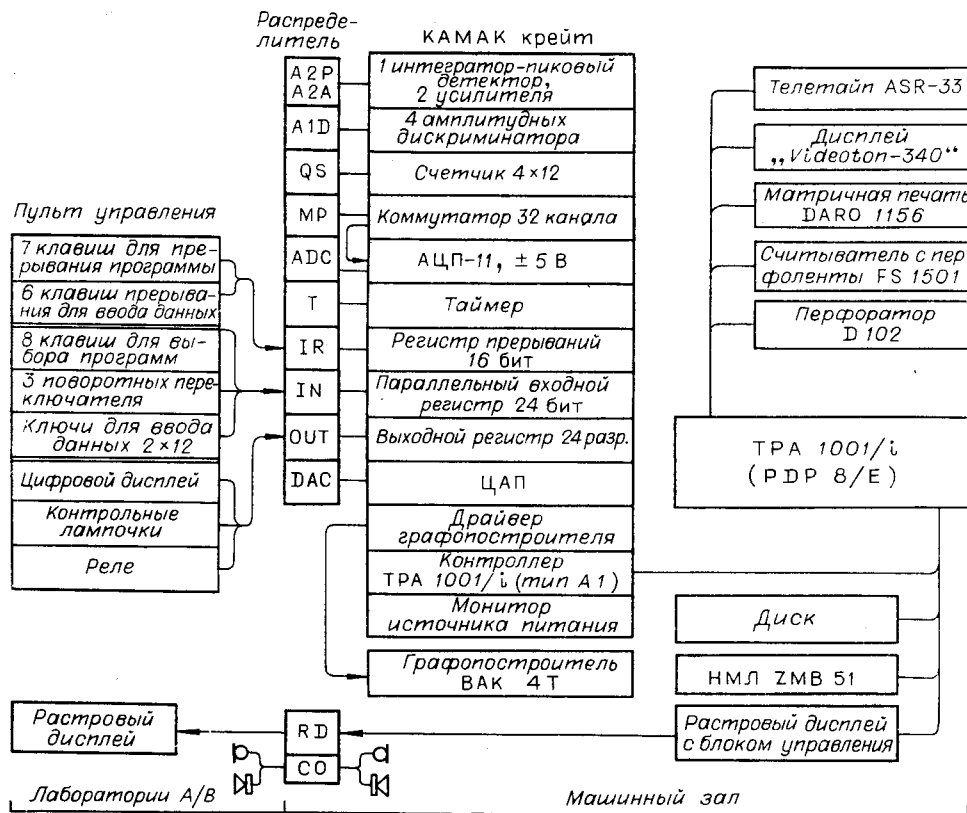 Распреде-
литель
КАМАК крейт
A2P
A2A
A1D
QS
MP
ADC
T
IR
IN
OUT
DAC
1 интегратор-пиковый
детектор,
2 усилителя
4 амплитудных
дискриминатора
Счетчик 4×12
Коммутатор 32 канала
АЦП-11, ± 5 В
Таймер
Регистр прерываний
16 бит
Параллельный входной
регистр 24 бит
Выходной регистр 24 разр.
ЦАП
Драйвер
графопостроителя
Контроллер
TPA 1001/i (тип A1)
Монитор
источника питания
Графопостроитель
ВАК 4Т
Пульт управления
7 клавиш для пре-
рывания программы
6 клавиш прерыва-
ния для ввода данных
8 клавиш для вы-
бора программ
3 поворотных пере-
ключателя
Ключи для ввода
данных 2×12
Цифровой дисплей
Контрольные
лампочки
Реле
Телетайп ASR-33
Дисплей
„Videoton-340“
Матричная печать
DARO 1156
Считыватель с пер
фоленты FS 1501
Перфоратор
D 102
TPA 1001/i
(PDP 8/E)
Диск
НМЛ ZMB 51
Растровый дисплей
с блоком управления
Растровый
дисплей
RD
CO
Лаборатории А/В
Машинный зал